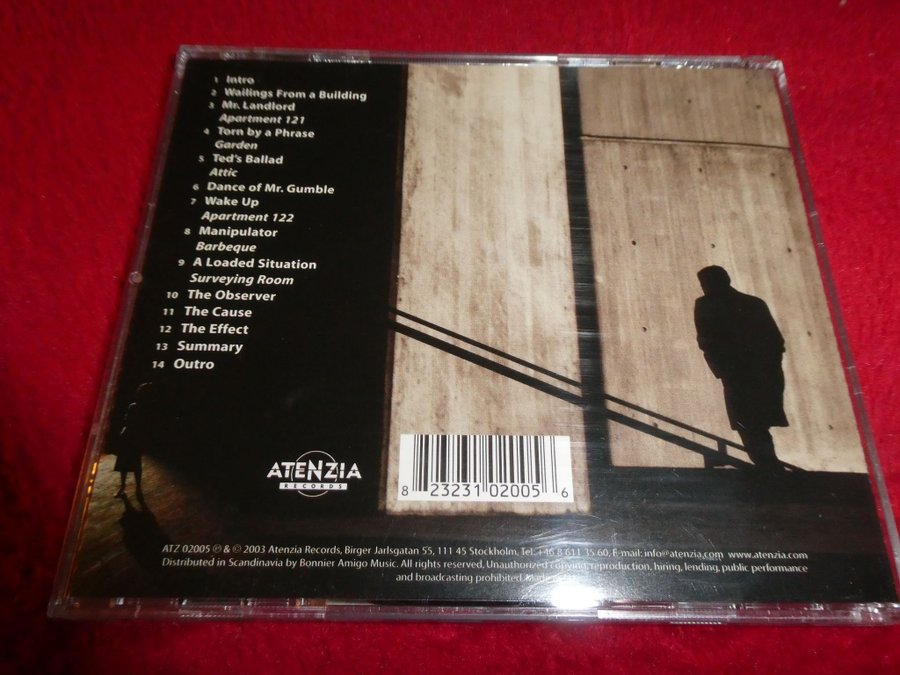 1 Intro
2 Wailings From a Building
3 Mr. Landlord
Apartment 121
4 Torn by a Phrase
Garden
5 Ted's Ballad
Attic
6 Dance of Mr. Gumble
7 Wake Up
Apartment 122
8 Manipulator
Barbeque
9 A Loaded Situation
Surveying Room
10 The Observer
11 The Cause
12 The Effect
13 Summary
14 Outro
ATENZIA
RECORDS
8 23231 02005 6
ATZ 02005 ℗ & © 2003 Atenzia Records, Birger Jarlsgatan 55, 111 45 Stockholm. Tel. +46 8 611 35 60, E-mail: info@atenzia.com www.atenzia.com
Distributed in Scandinavia by Bonnier Amigo Music. All rights reserved, Unauthorized copying, reproduction, hiring, lending, public performance
and broadcasting prohibited. Made